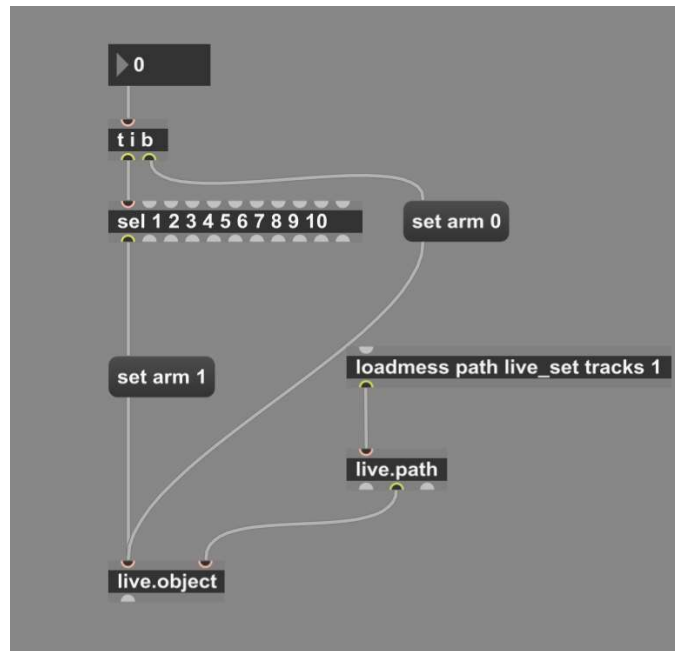 0
t i b
sel 1 2 3 4 5 6 7 8 9 10
set arm 0
loadmess path live_set tracks 1
set arm 1
live.path
live.object